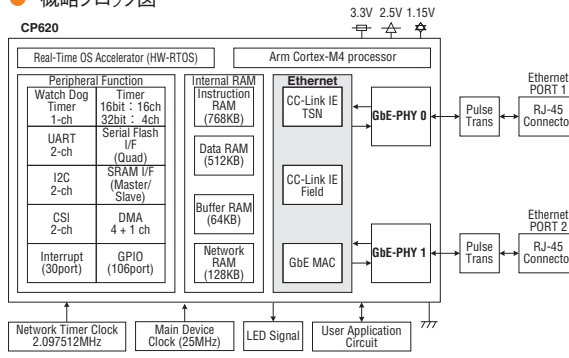 概略ブロック図
3.3V 2.5V 1.15V
CP620
Real-Time OS Accelerator (HW-RTOS)
Arm Cortex-M4 processor
Peripheral Function
Watch Dog
Timer
1-ch
Timer
16bit : 16ch
32bit : 4ch
UART
2-ch
Serial Flash
I/F
(Quad)
I2C
2-ch
SRAM I/F
(Master/
Slave)
CSI
2-ch
DMA
4 + 1 ch
Interrupt
(30port)
GPIO
(106port)
Internal RAM
Instruction
RAM
(768KB)
Data RAM
(512KB)
Buffer RAM
(64KB)
Network
RAM
(128KB)
Ethernet
CC-Link IE
TSN
CC-Link IE
Field
GbE MAC
GbE-PHY 0
GbE-PHY 1
Pulse
Trans
Ethernet
PORT 1
RJ-45
Connecto
Pulse
Trans
Ethernet
PORT 2
RJ-45
Connecto
Network Timer Clock
2.097512MHz
Main Device
Clock (25MHz)
LED Signal
User Application
Circuit